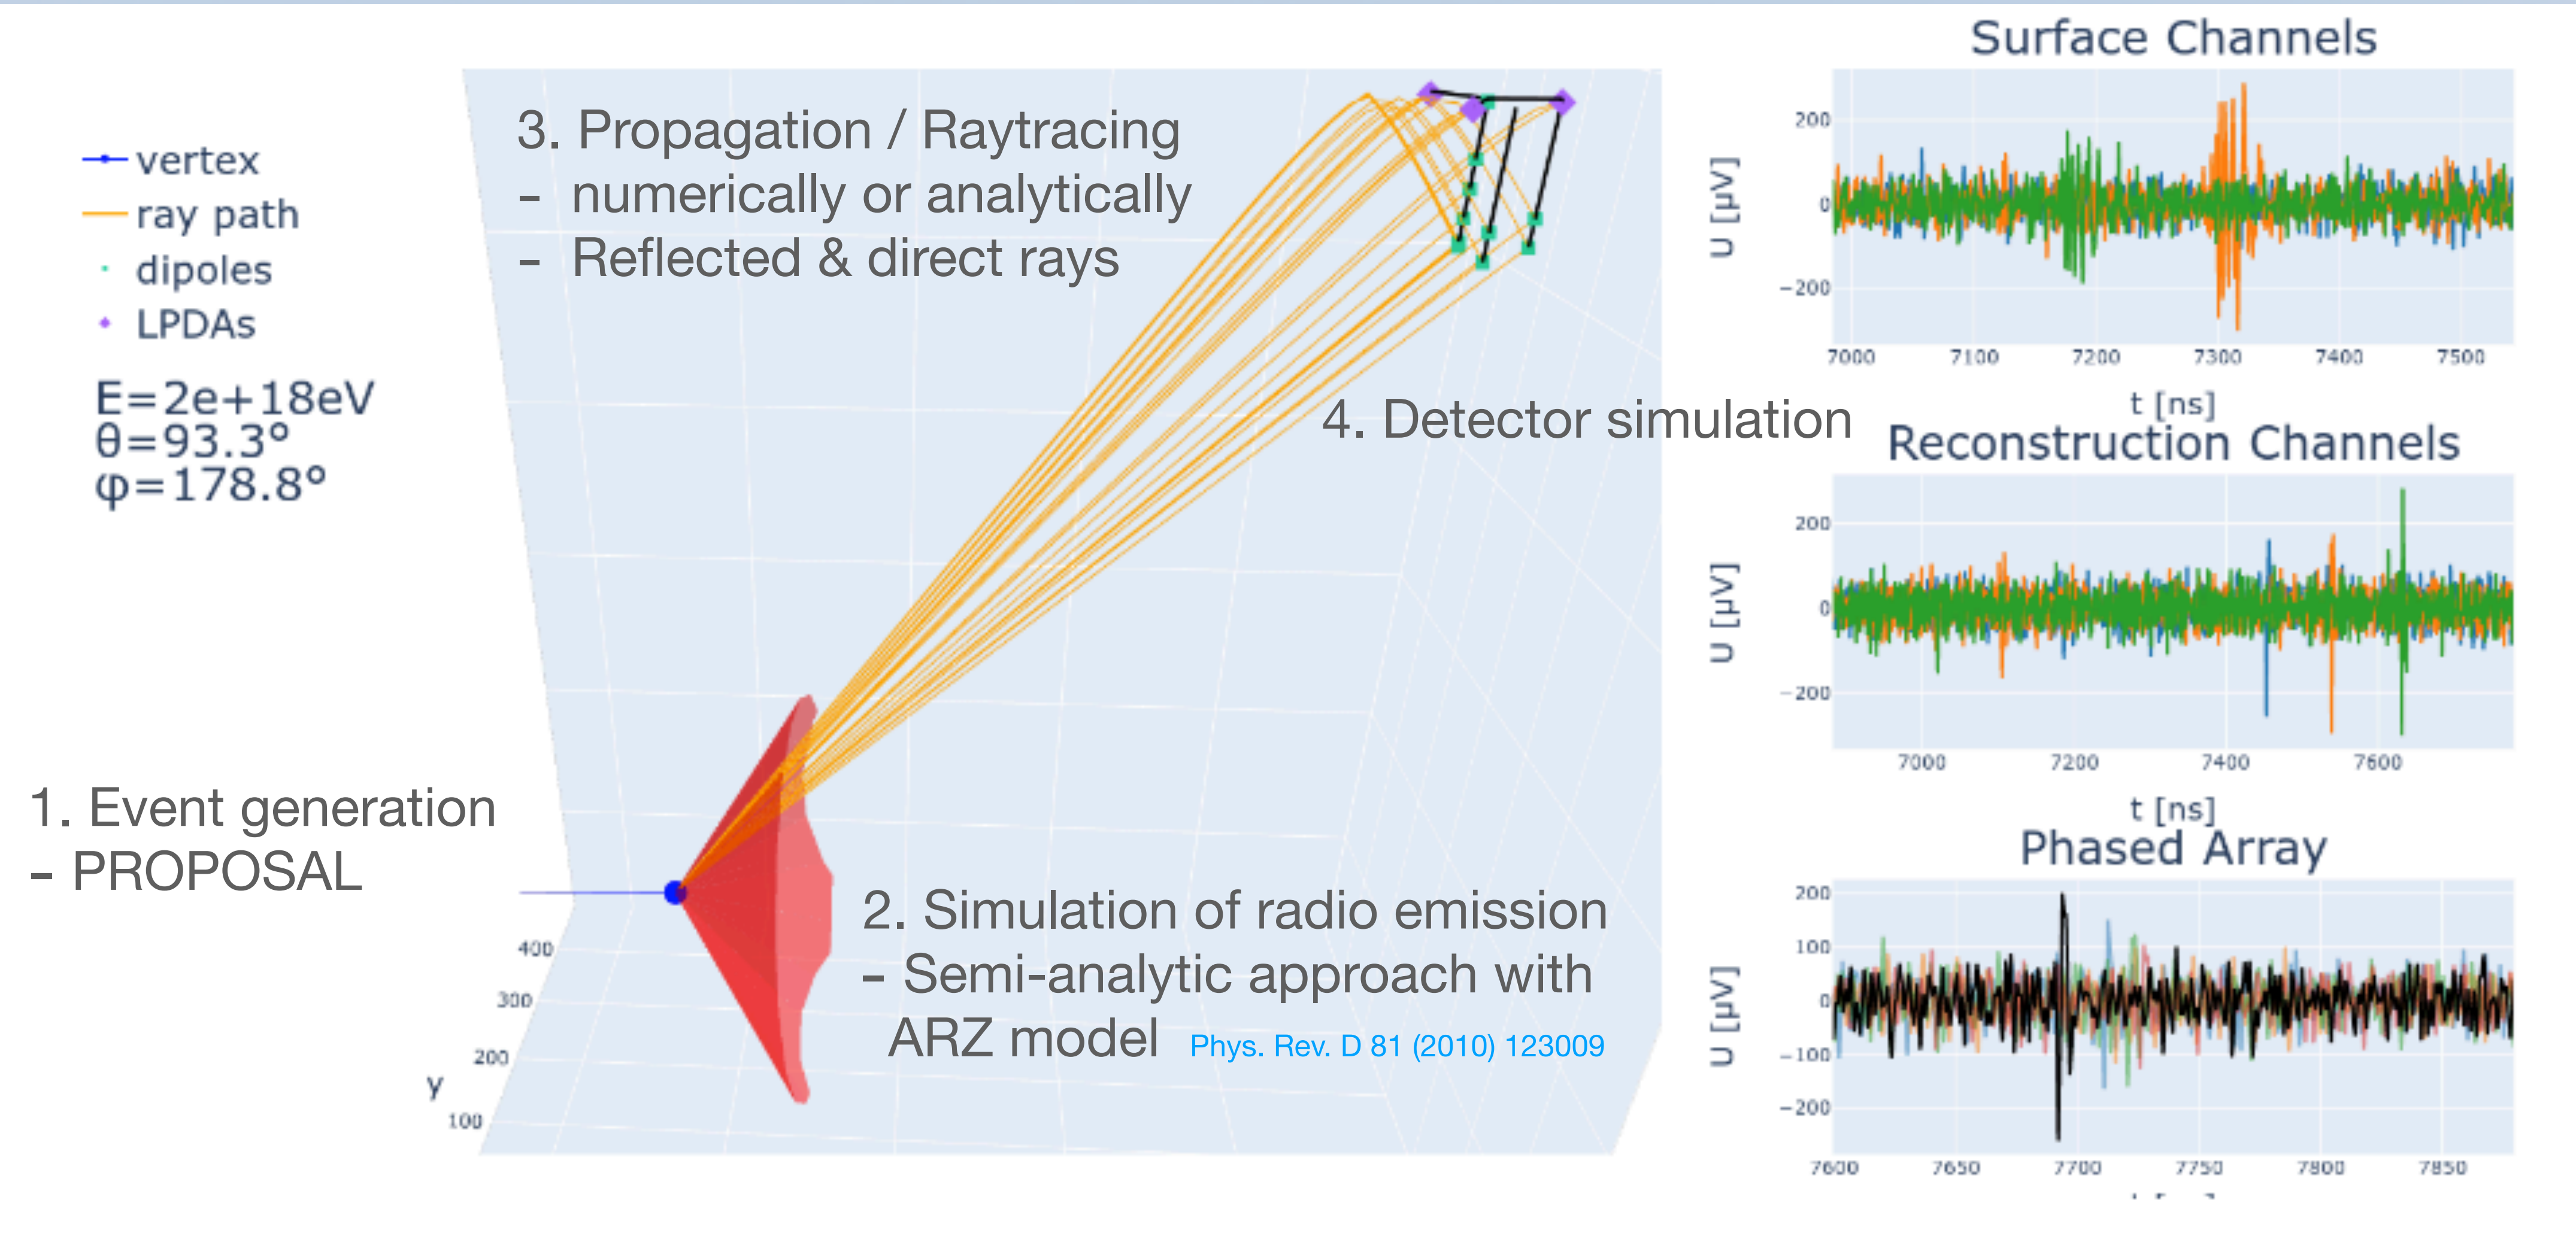 vertex
ray path
dipoles
LPDAs
E=2e+18eV
θ=93.3°
φ=178.8°
3. Propagation / Raytracing
- numerically or analytically
- Reflected & direct rays
4. Detector simulation
1. Event generation
- PROPOSAL
2. Simulation of radio emission
- Semi-analytic approach with
ARZ model Phys. Rev. D 81 (2010) 123009
400
300
200
y
100
Surface Channels
U [µV]
200
0
−200
7000 7100 7200 7300 7400 7500
t [ns]
Reconstruction Channels
U [µV]
200
0
−200
7000 7200 7400 7600
t [ns]
Phased Array
U [µV]
200
100
0
−100
−200
7600 7650 7700 7750 7800 7850